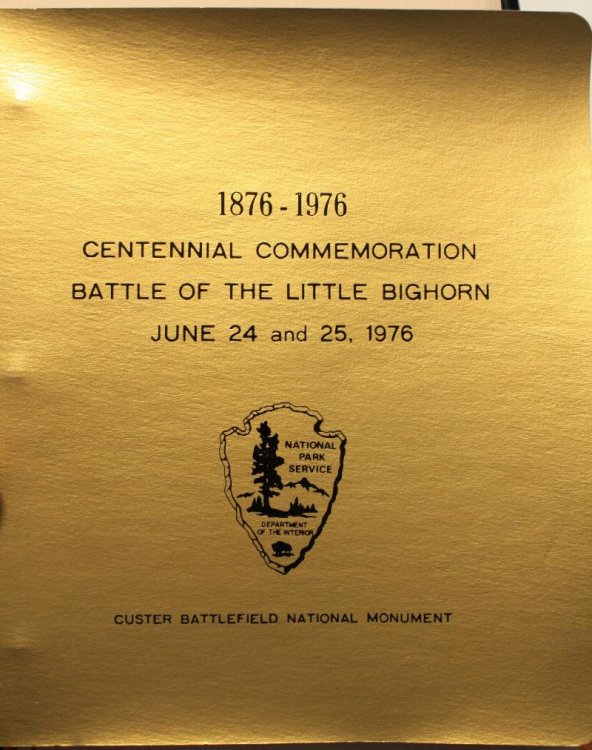 1876 - 1976
CENTENNIAL COMMEMORATION
BATTLE OF THE LITTLE BIGHORN
JUNE 24 and 25, 1976
NATIONAL
PARK
SERVICE
DEPARTMENT
OF THE INTERIOR
CUSTER BATTLEFIELD NATIONAL MONUMENT